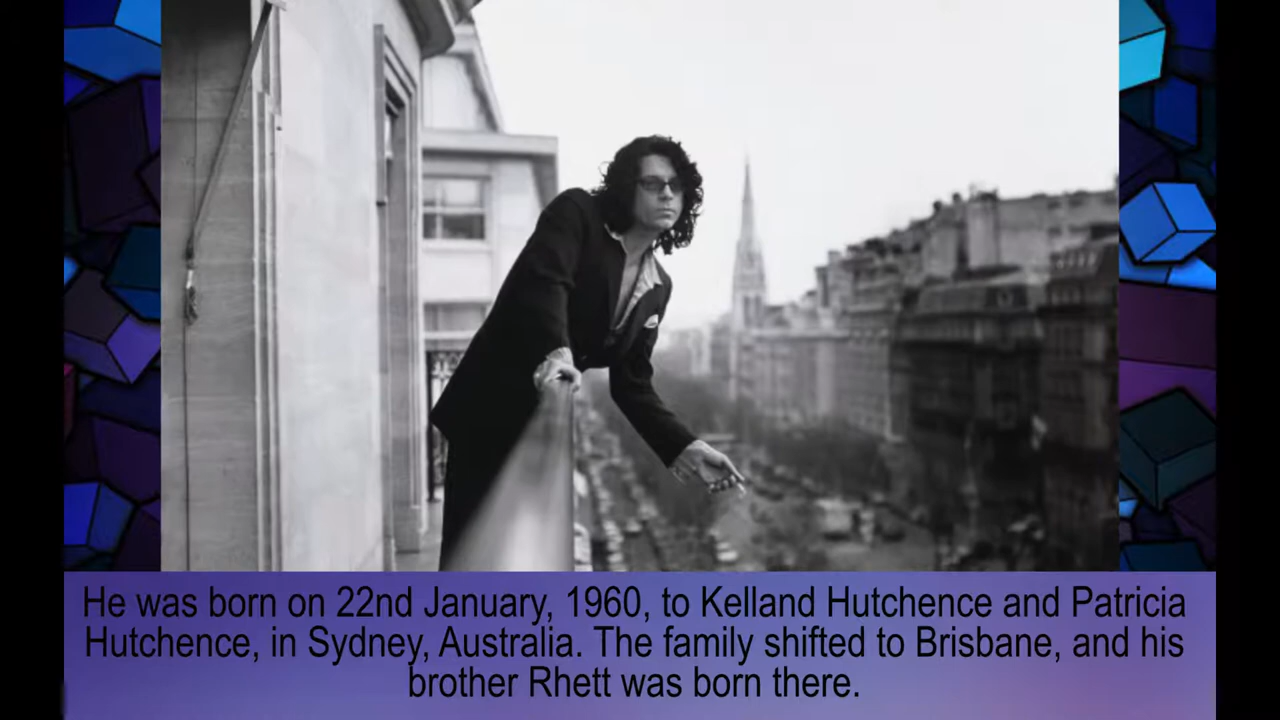 He was born on 22nd January, 1960, to Kelland Hutchence and Patricia
Hutchence, in Sydney, Australia. The family shifted to Brisbane, and his
brother Rhett was born there.